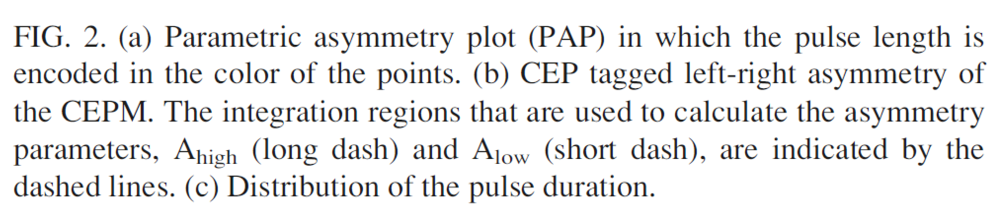 FIG. 2. (a) Parametric asymmetry plot (PAP) in which the pulse length is
encoded in the color of the points. (b) CEP tagged left-right asymmetry of
the CEPM. The integration regions that are used to calculate the asymmetry
parameters, Ahigh (long dash) and Alow (short dash), are indicated by the
dashed lines. (c) Distribution of the pulse duration.